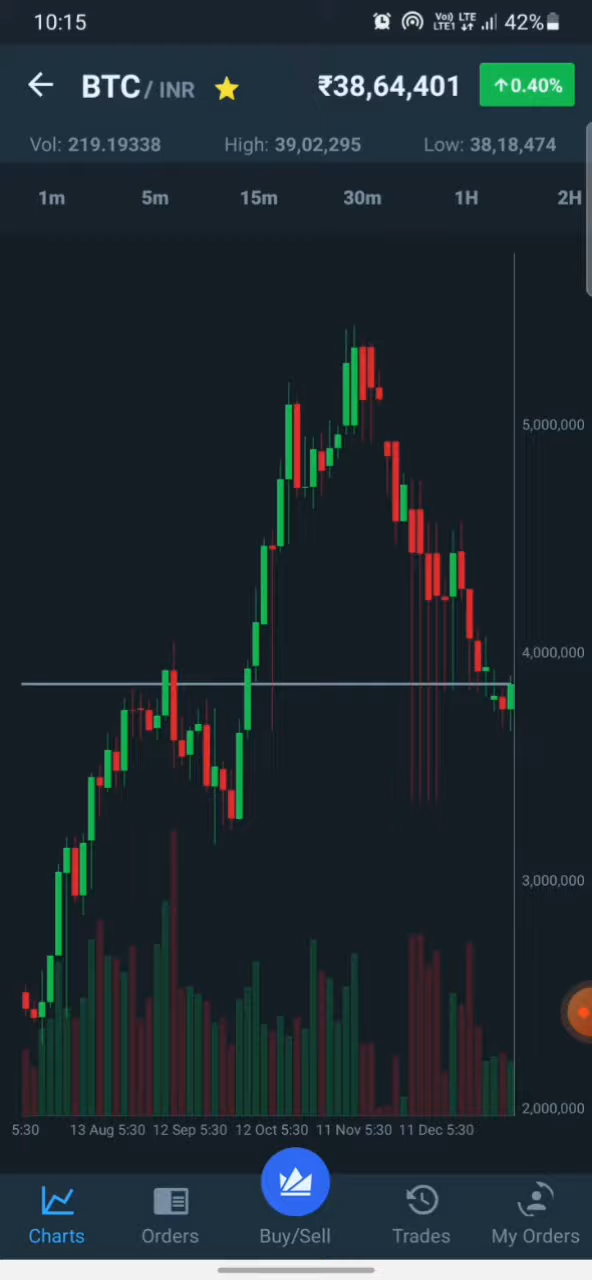 10:15 Vo)) LTE LTE1 42%
BTC / INR ₹38,64,401 ↑0.40%
Vol: 219.19338 High: 39,02,295 Low: 38,18,474
1m 5m 15m 30m 1H 2H
5,000,000
4,000,000
3,000,000
2,000,000
5:30 13 Aug 5:30 12 Sep 5:30 12 Oct 5:30 11 Nov 5:30 11 Dec 5:30
Charts Orders Buy/Sell Trades My Orders